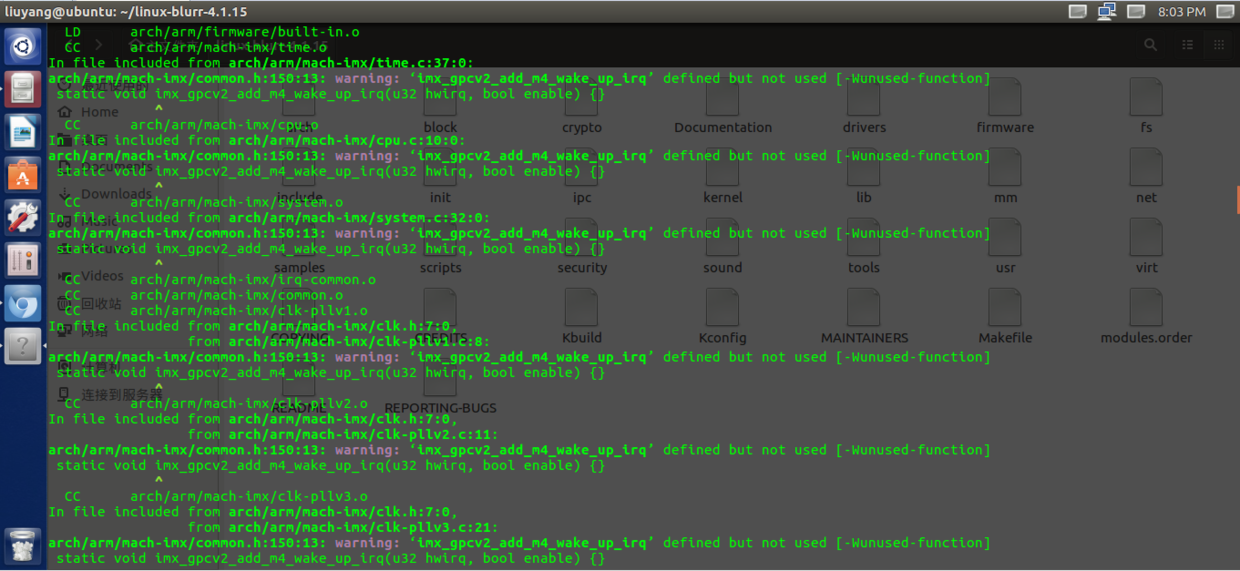 liuyang@ubuntu: ~/linux-blurr-4.1.15
8:03 PM
LD arch/arm/firmware/built-in.o
CC arch/arm/mach-imx/time.o
In file included from arch/arm/mach-imx/time.c:37:0:
arch/arm/mach-imx/common.h:150:13: warning: ‘imx_gpcv2_add_m4_wake_up_irq’ defined but not used [-Wunused-function]
static void imx_gpcv2_add_m4_wake_up_irq(u32 hwirq, bool enable) {}
^
Home
CC arch/arm/mach-imx/cpu.o
block crypto Documentation drivers firmware fs
In file included from arch/arm/mach-imx/cpu.c:10:0:
arch/arm/mach-imx/common.h:150:13: warning: ‘imx_gpcv2_add_m4_wake_up_irq’ defined but not used [-Wunused-function]
static void imx_gpcv2_add_m4_wake_up_irq(u32 hwirq, bool enable) {}
^
Downloads
include init ipc kernel lib mm net
CC arch/arm/mach-imx/system.o
In file included from arch/arm/mach-imx/system.c:32:0:
arch/arm/mach-imx/common.h:150:13: warning: ‘imx_gpcv2_add_m4_wake_up_irq’ defined but not used [-Wunused-function]
static void imx_gpcv2_add_m4_wake_up_irq(u32 hwirq, bool enable) {}
^
samples scripts security sound tools usr virt
Videos
CC arch/arm/mach-imx/irq-common.o
CC arch/arm/mach-imx/common.o
回收站
CC arch/arm/mach-imx/clk-pllv1.o
In file included from arch/arm/mach-imx/clk.h:7:0,
网络
CREDITS Kbuild Kconfig MAINTAINERS Makefile modules.order
from arch/arm/mach-imx/clk-pllv1.c:8:
arch/arm/mach-imx/common.h:150:13: warning: ‘imx_gpcv2_add_m4_wake_up_irq’ defined but not used [-Wunused-function]
static void imx_gpcv2_add_m4_wake_up_irq(u32 hwirq, bool enable) {}
^
连接到服务器
CC arch/arm/mach-imx/clk-pllv2.o
README REPORTING-BUGS
In file included from arch/arm/mach-imx/clk.h:7:0,
from arch/arm/mach-imx/clk-pllv2.c:11:
arch/arm/mach-imx/common.h:150:13: warning: ‘imx_gpcv2_add_m4_wake_up_irq’ defined but not used [-Wunused-function]
static void imx_gpcv2_add_m4_wake_up_irq(u32 hwirq, bool enable) {}
^
CC arch/arm/mach-imx/clk-pllv3.o
In file included from arch/arm/mach-imx/clk.h:7:0,
from arch/arm/mach-imx/clk-pllv3.c:21:
arch/arm/mach-imx/common.h:150:13: warning: ‘imx_gpcv2_add_m4_wake_up_irq’ defined but not used [-Wunused-function]
static void imx_gpcv2_add_m4_wake_up_irq(u32 hwirq, bool enable) {}